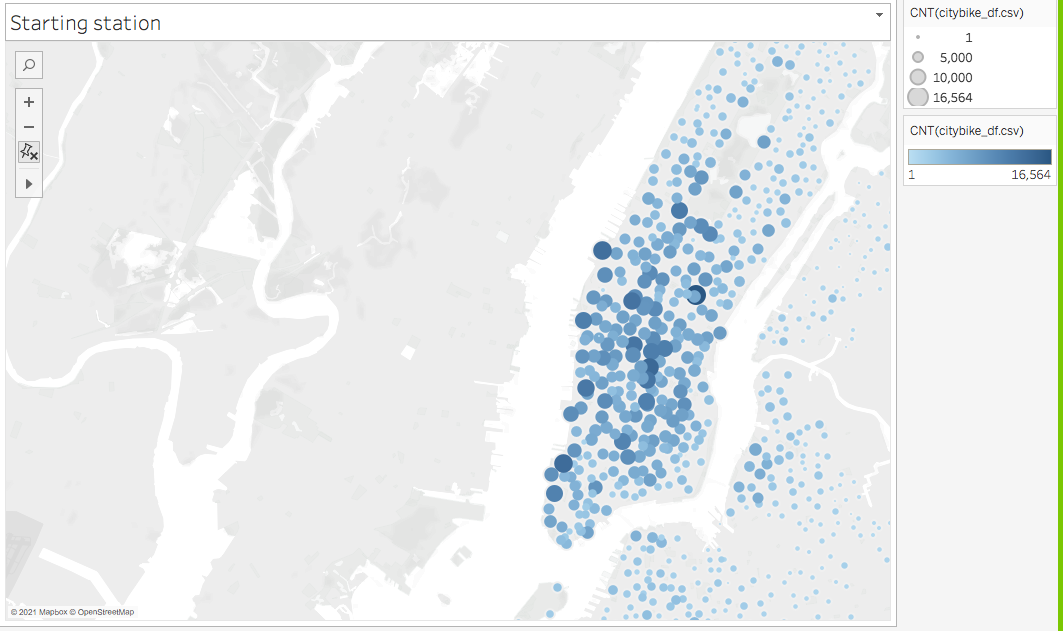 Starting station
CNT(citybike_df.csv)
1
5,000
10,000
16,564
CNT(citybike_df.csv)
1 16,564
© 2021 Mapbox © OpenStreetMap